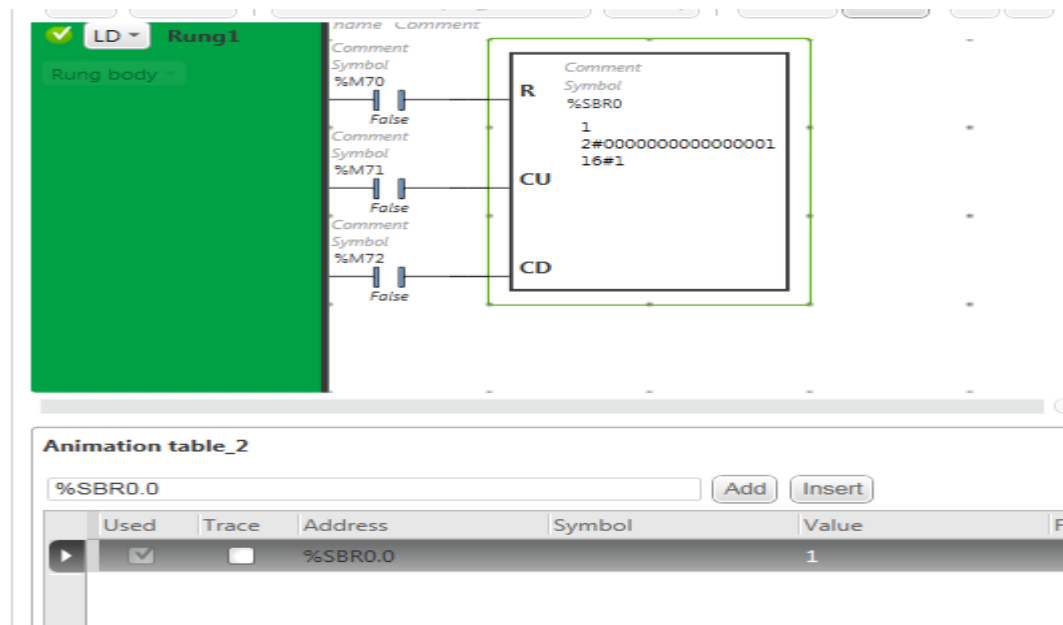 name Comment
LD Rung1
Rung body
Comment
Symbol
%M70
False
Comment
Symbol
%M71
False
Comment
Symbol
%M72
False
R
CU
CD
Comment
Symbol
%SBR0
1
2#0000000000000001
16#1
Animation table_2
%SBR0.0 Add Insert
Used Trace Address Symbol Value
%SBR0.0 1